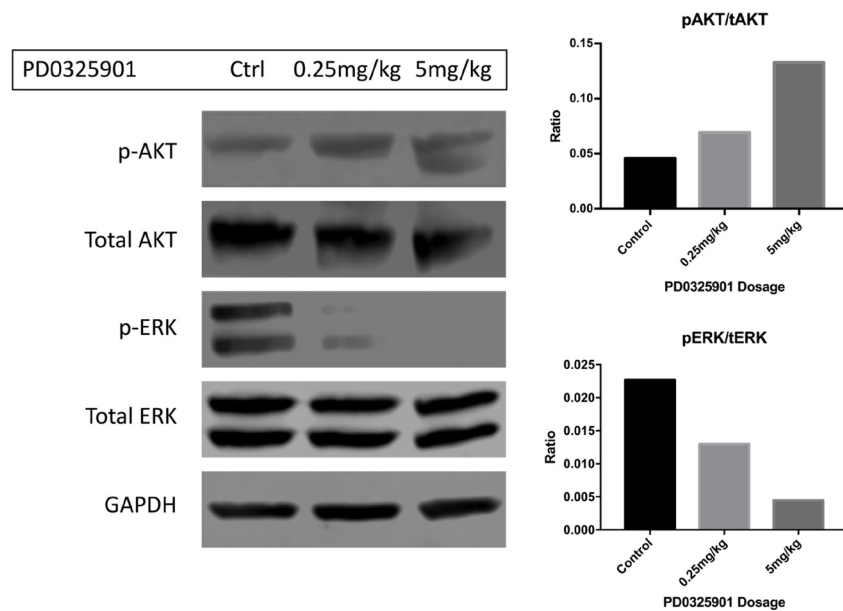 PD0325901 Ctrl 0.25mg/kg 5mg/kg
p-AKT
Total AKT
p-ERK
Total ERK
GAPDH
pAKT/tAKT
Ratio
0.15
0.10
0.05
0.00
Control
0.25mg/kg
5mg/kg
PD0325901 Dosage
pERK/tERK
Ratio
0.025
0.020
0.015
0.010
0.005
0.000
Control
0.25mg/kg
5mg/kg
PD0325901 Dosage